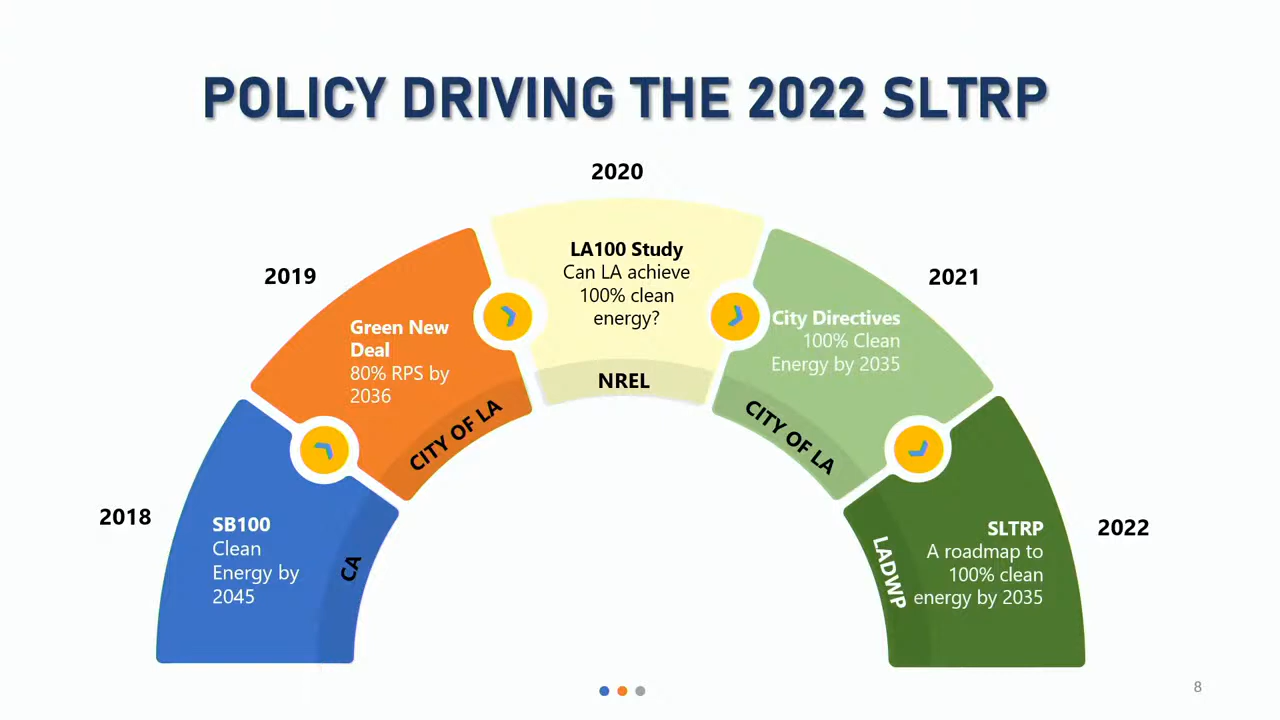 POLICY DRIVING THE 2022 SLTRP
2018
SB100
Clean
Energy by
2045
CA
2019
Green New
Deal
80% RPS by
2036
CITY OF LA
2020
LA100 Study
Can LA achieve
100% clean
energy?
NREL
2021
City Directives
100% Clean
Energy by 2035
CITY OF LA
2022
SLTRP
A roadmap to
100% clean
energy by 2035
LADWP
8